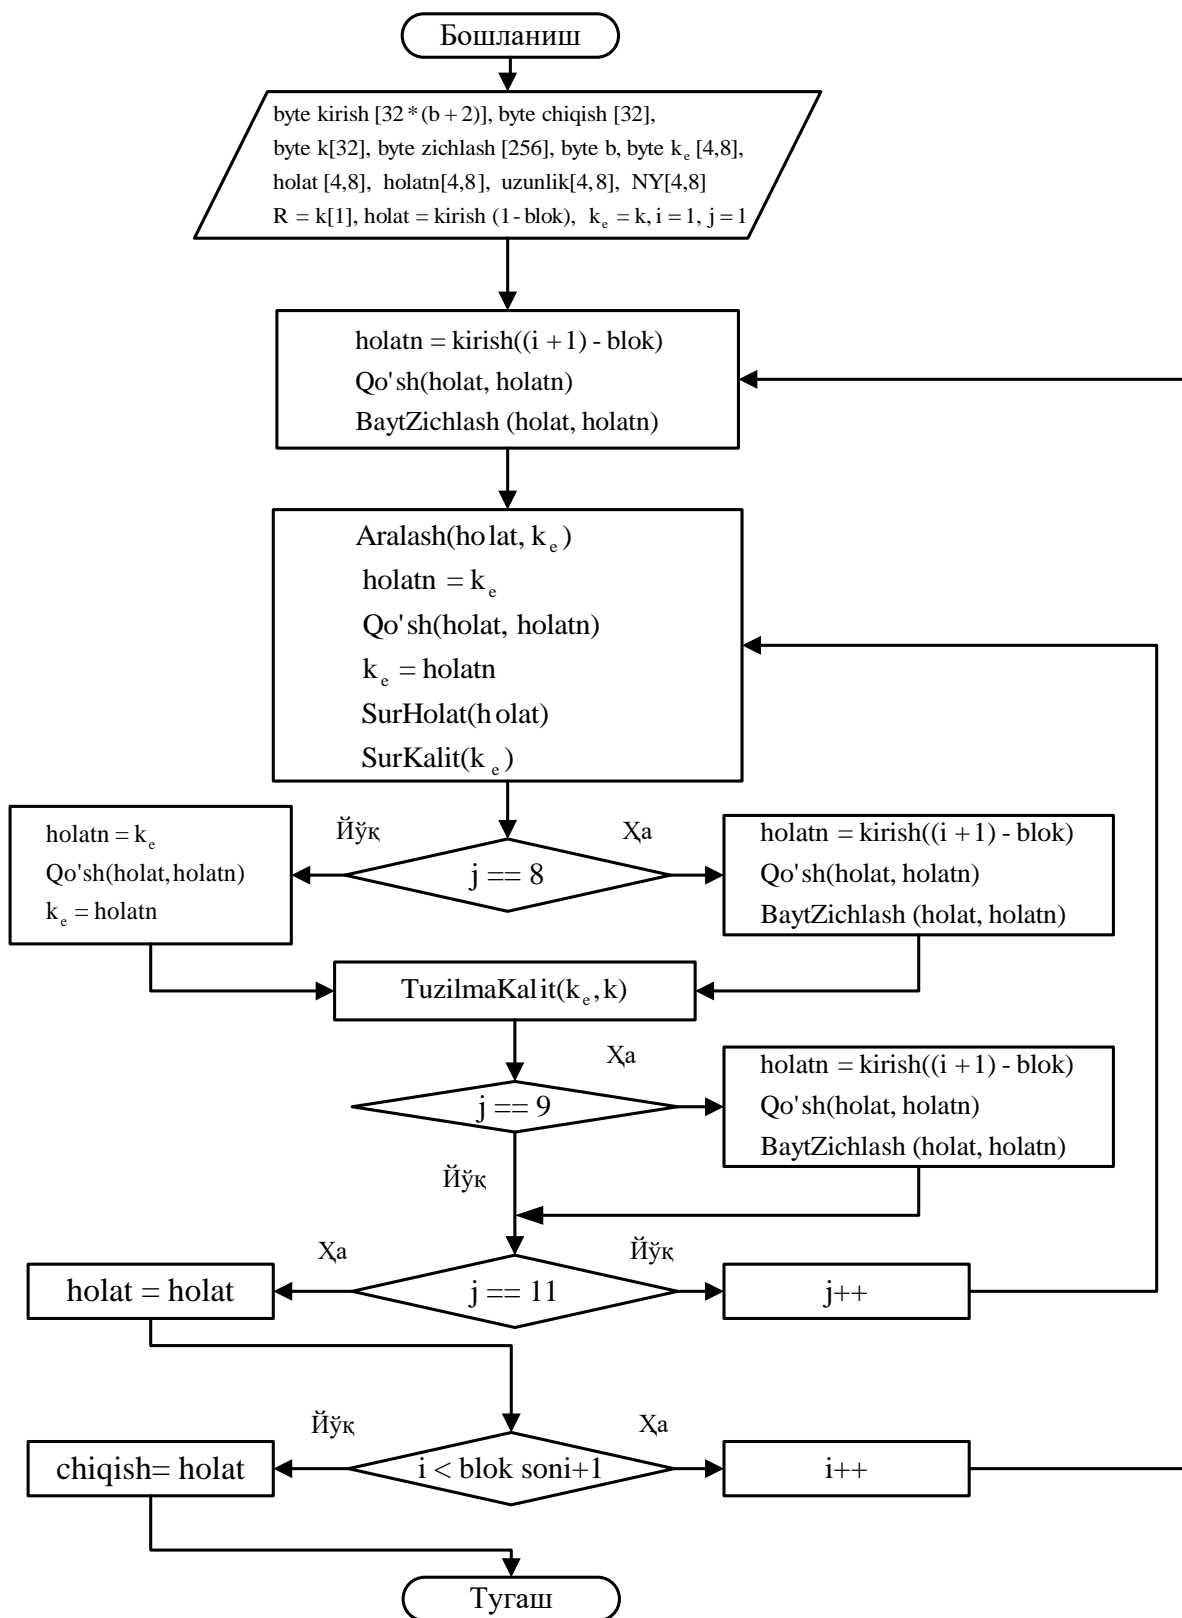 Бошланиш
byte kirish [32*(b+2)], byte chiqish [32],
byte k[32], byte zichlash [256], byte b, byte k_e [4,8],
holat [4,8], holatn[4,8], uzunlik[4,8], NY[4,8]
R = k[1], holat = kirish (1-blok), k_e = k, i = 1, j = 1
holatn = kirish((i+1) - blok)
Qo'sh(holat, holatn)
BaytZichlash (holat, holatn)
Aralash(holat, k_e)
holatn = k_e
Qo'sh(holat, holatn)
k_e = holatn
SurHolat(holat)
SurKalit(k_e)
Йўқ
Ҳа
holatn = k_e
Qo'sh(holat,holatn)
k_e = holatn
j == 8
holatn = kirish((i+1) - blok)
Qo'sh(holat, holatn)
BaytZichlash (holat, holatn)
TuzilmaKalit(k_e,k)
Ҳа
j == 9
holatn = kirish((i+1) - blok)
Qo'sh(holat, holatn)
BaytZichlash (holat, holatn)
Йўқ
Ҳа
Йўқ
holat = holat
j == 11
j++
Йўқ
Ҳа
chiqish= holat
i < blok soni+1
i++
Тугаш